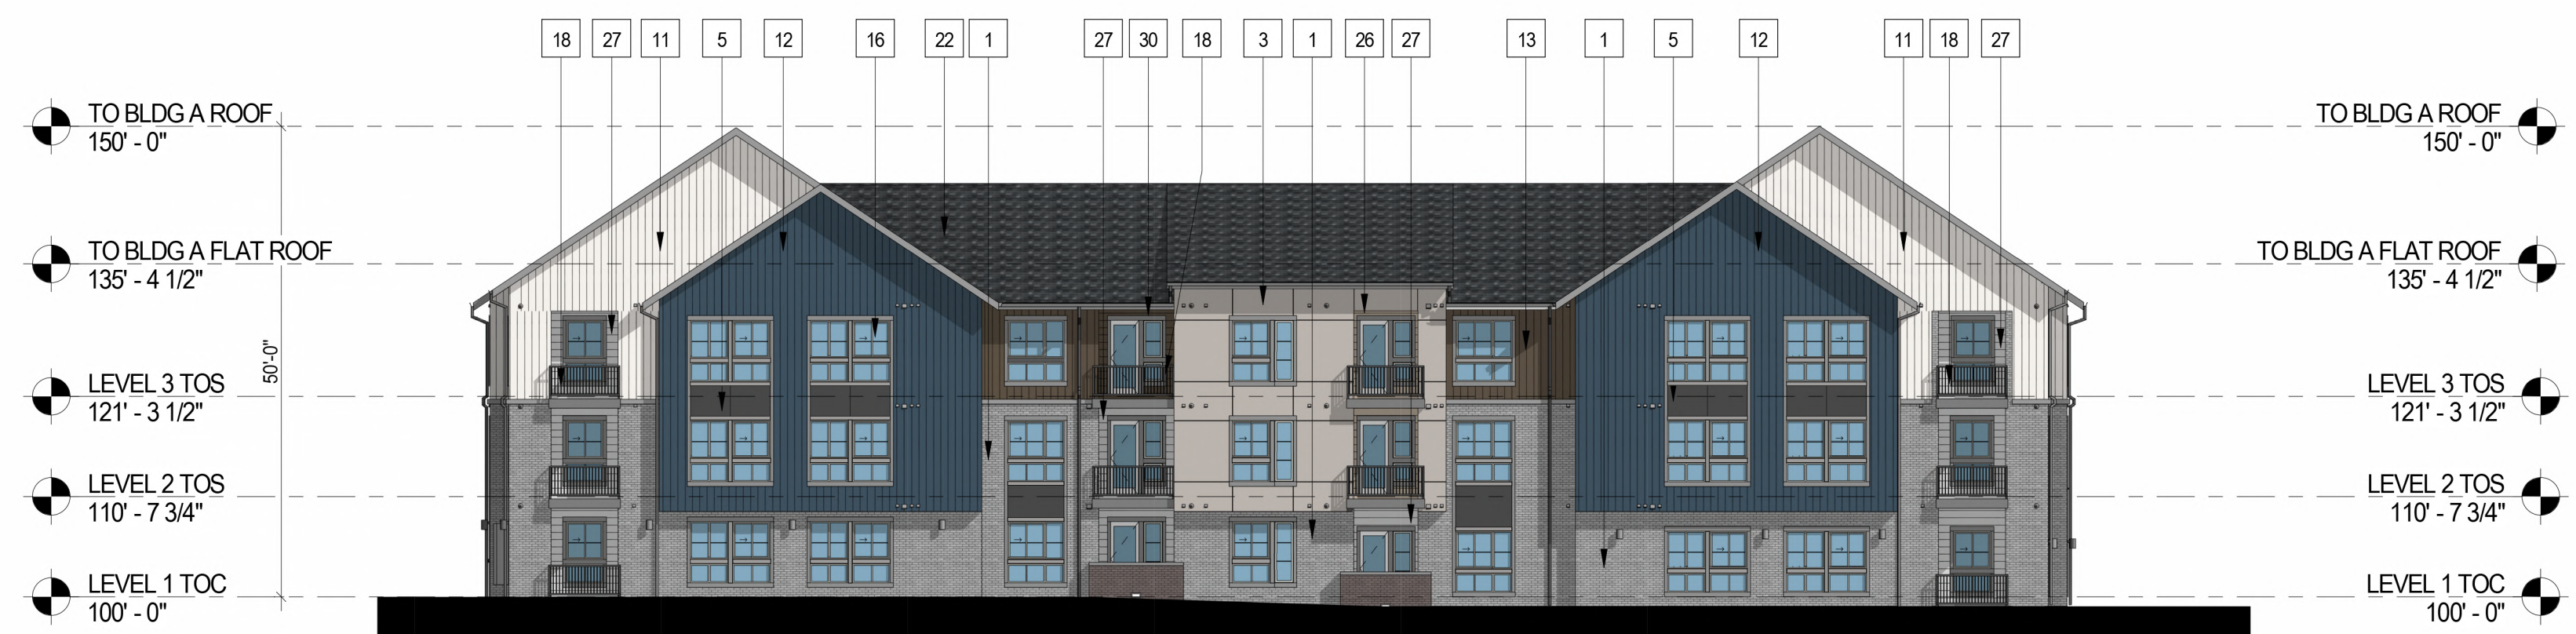 18 27 11 5 12 16 22 1 27 30 18 3 1 26 27 13 1 5 12 11 18 27
TO BLDG A ROOF
150' - 0"
TO BLDG A FLAT ROOF
135' - 4 1/2"
50'-0"
LEVEL 3 TOS
121' - 3 1/2"
LEVEL 2 TOS
110' - 7 3/4"
LEVEL 1 TOC
100' - 0"
TO BLDG A ROOF
150' - 0"
TO BLDG A FLAT ROOF
135' - 4 1/2"
LEVEL 3 TOS
121' - 3 1/2"
LEVEL 2 TOS
110' - 7 3/4"
LEVEL 1 TOC
100' - 0"